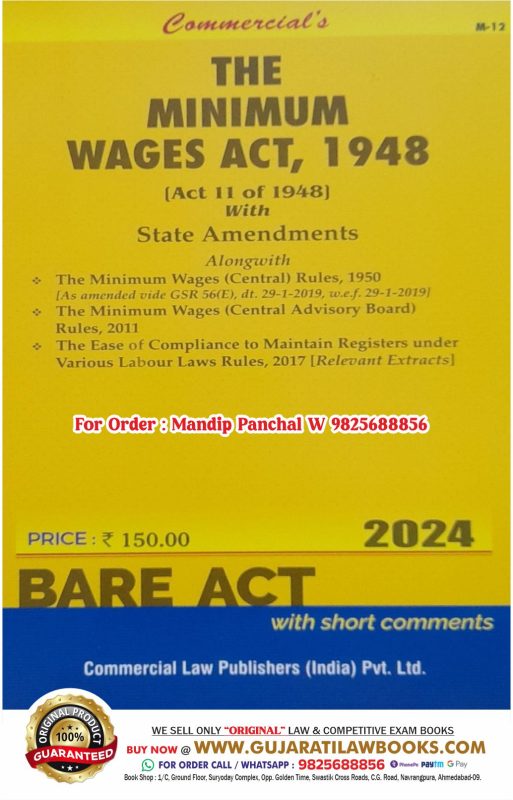 Commercial's
M-12
THE
MINIMUM
WAGES ACT, 1948
(Act 11 of 1948)
With
State Amendments
Alongwith
❖ The Minimum Wages (Central) Rules, 1950
[As amended vide GSR 56(E), dt. 29-1-2019, w.e.f. 29-1-2019]
❖ The Minimum Wages (Central Advisory Board)
Rules, 2011
❖ The Ease of Compliance to Maintain Registers under
Various Labour Laws Rules, 2017 [Relevant Extracts]
For Order : Mandip Panchal W 9825688856
PRICE : ₹ 150.00
2024
BARE ACT
with short comments
Commercial Law Publishers (India) Pvt. Ltd.
ORIGINAL PRODUCT
100%
GUARANTEED
WE SELL ONLY "ORIGINAL" LAW & COMPETITIVE EXAM BOOKS
BUY NOW @ WWW.GUJARATILAWBOOKS.COM
FOR ORDER CALL / WHATSAPP : 9825688856 PhonePe paytm G Pay
Book Shop : 1/C, Ground Floor, Suryoday Complex, Opp. Golden Time, Swastik Cross Roads, C.G. Road, Navrangpura, Ahmedabad-09.